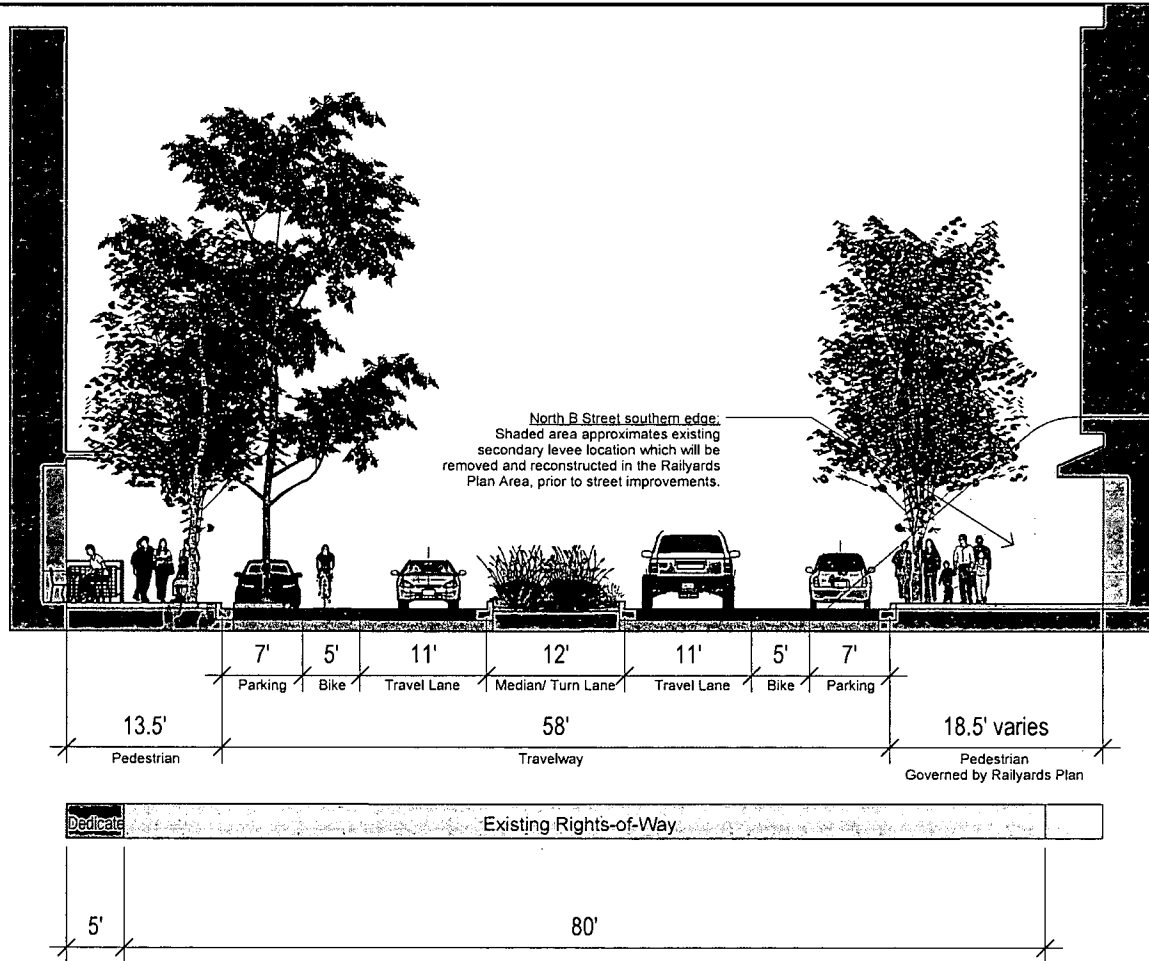 North B Street southern edge:
Shaded area approximates existing
secondary levee location which will be
removed and reconstructed in the Railyards
Plan Area, prior to street improvements.
7' 5' 11' 12' 11' 5' 7'
Parking Bike Travel Lane Median/ Turn Lane Travel Lane Bike Parking
13.5' 58' 18.5' varies
Pedestrian Travelway Pedestrian
Governed by Railyards Plan
Dedicate Existing Rights-of-Way
5' 80'